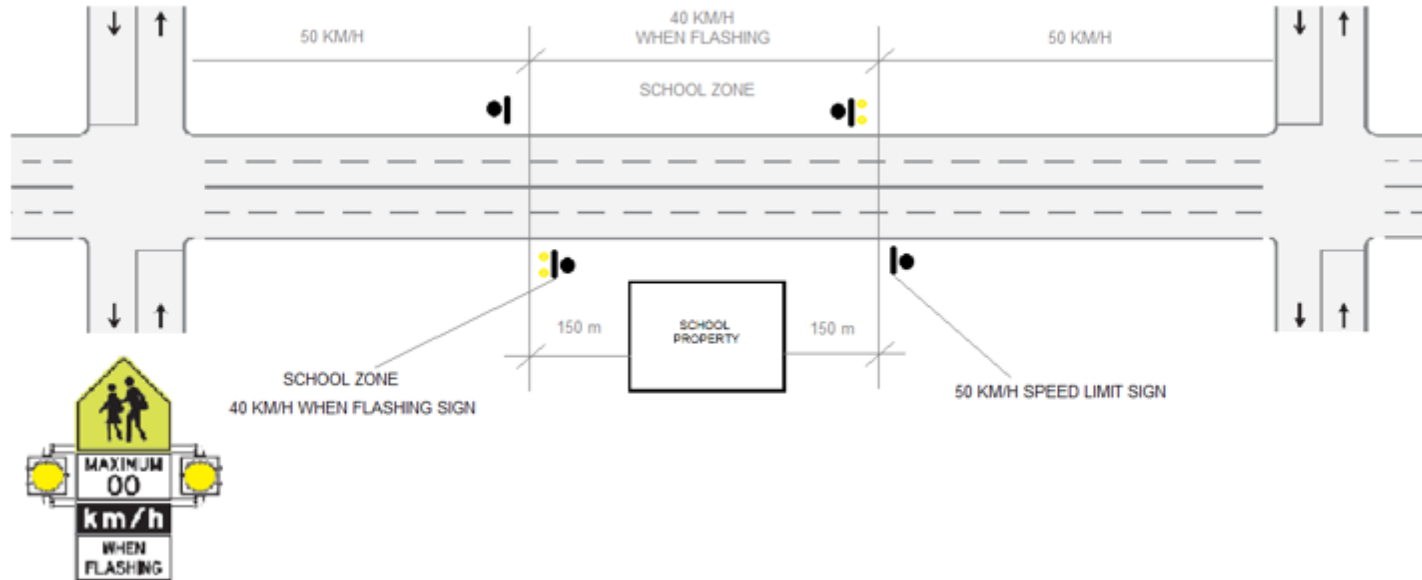 40 KM/H
WHEN FLASHING
50 KM/H
50 KM/H
SCHOOL ZONE
150 m
SCHOOL
PROPERTY
150 m
SCHOOL ZONE
40 KM/H WHEN FLASHING SIGN
50 KM/H SPEED LIMIT SIGN
MAXIMUM
00
km/h
WHEN
FLASHING